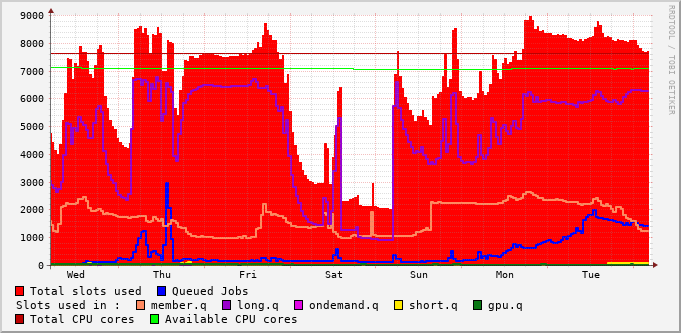 9000
8000
7000
6000
5000
4000
3000
2000
1000
0
Wed Thu Fri Sat Sun Mon Tue
RRDTOOL / TOBI OETIKER
Total slots used Queued Jobs
Slots used in : member.q long.q ondemand.q short.q gpu.q
Total CPU cores Available CPU cores